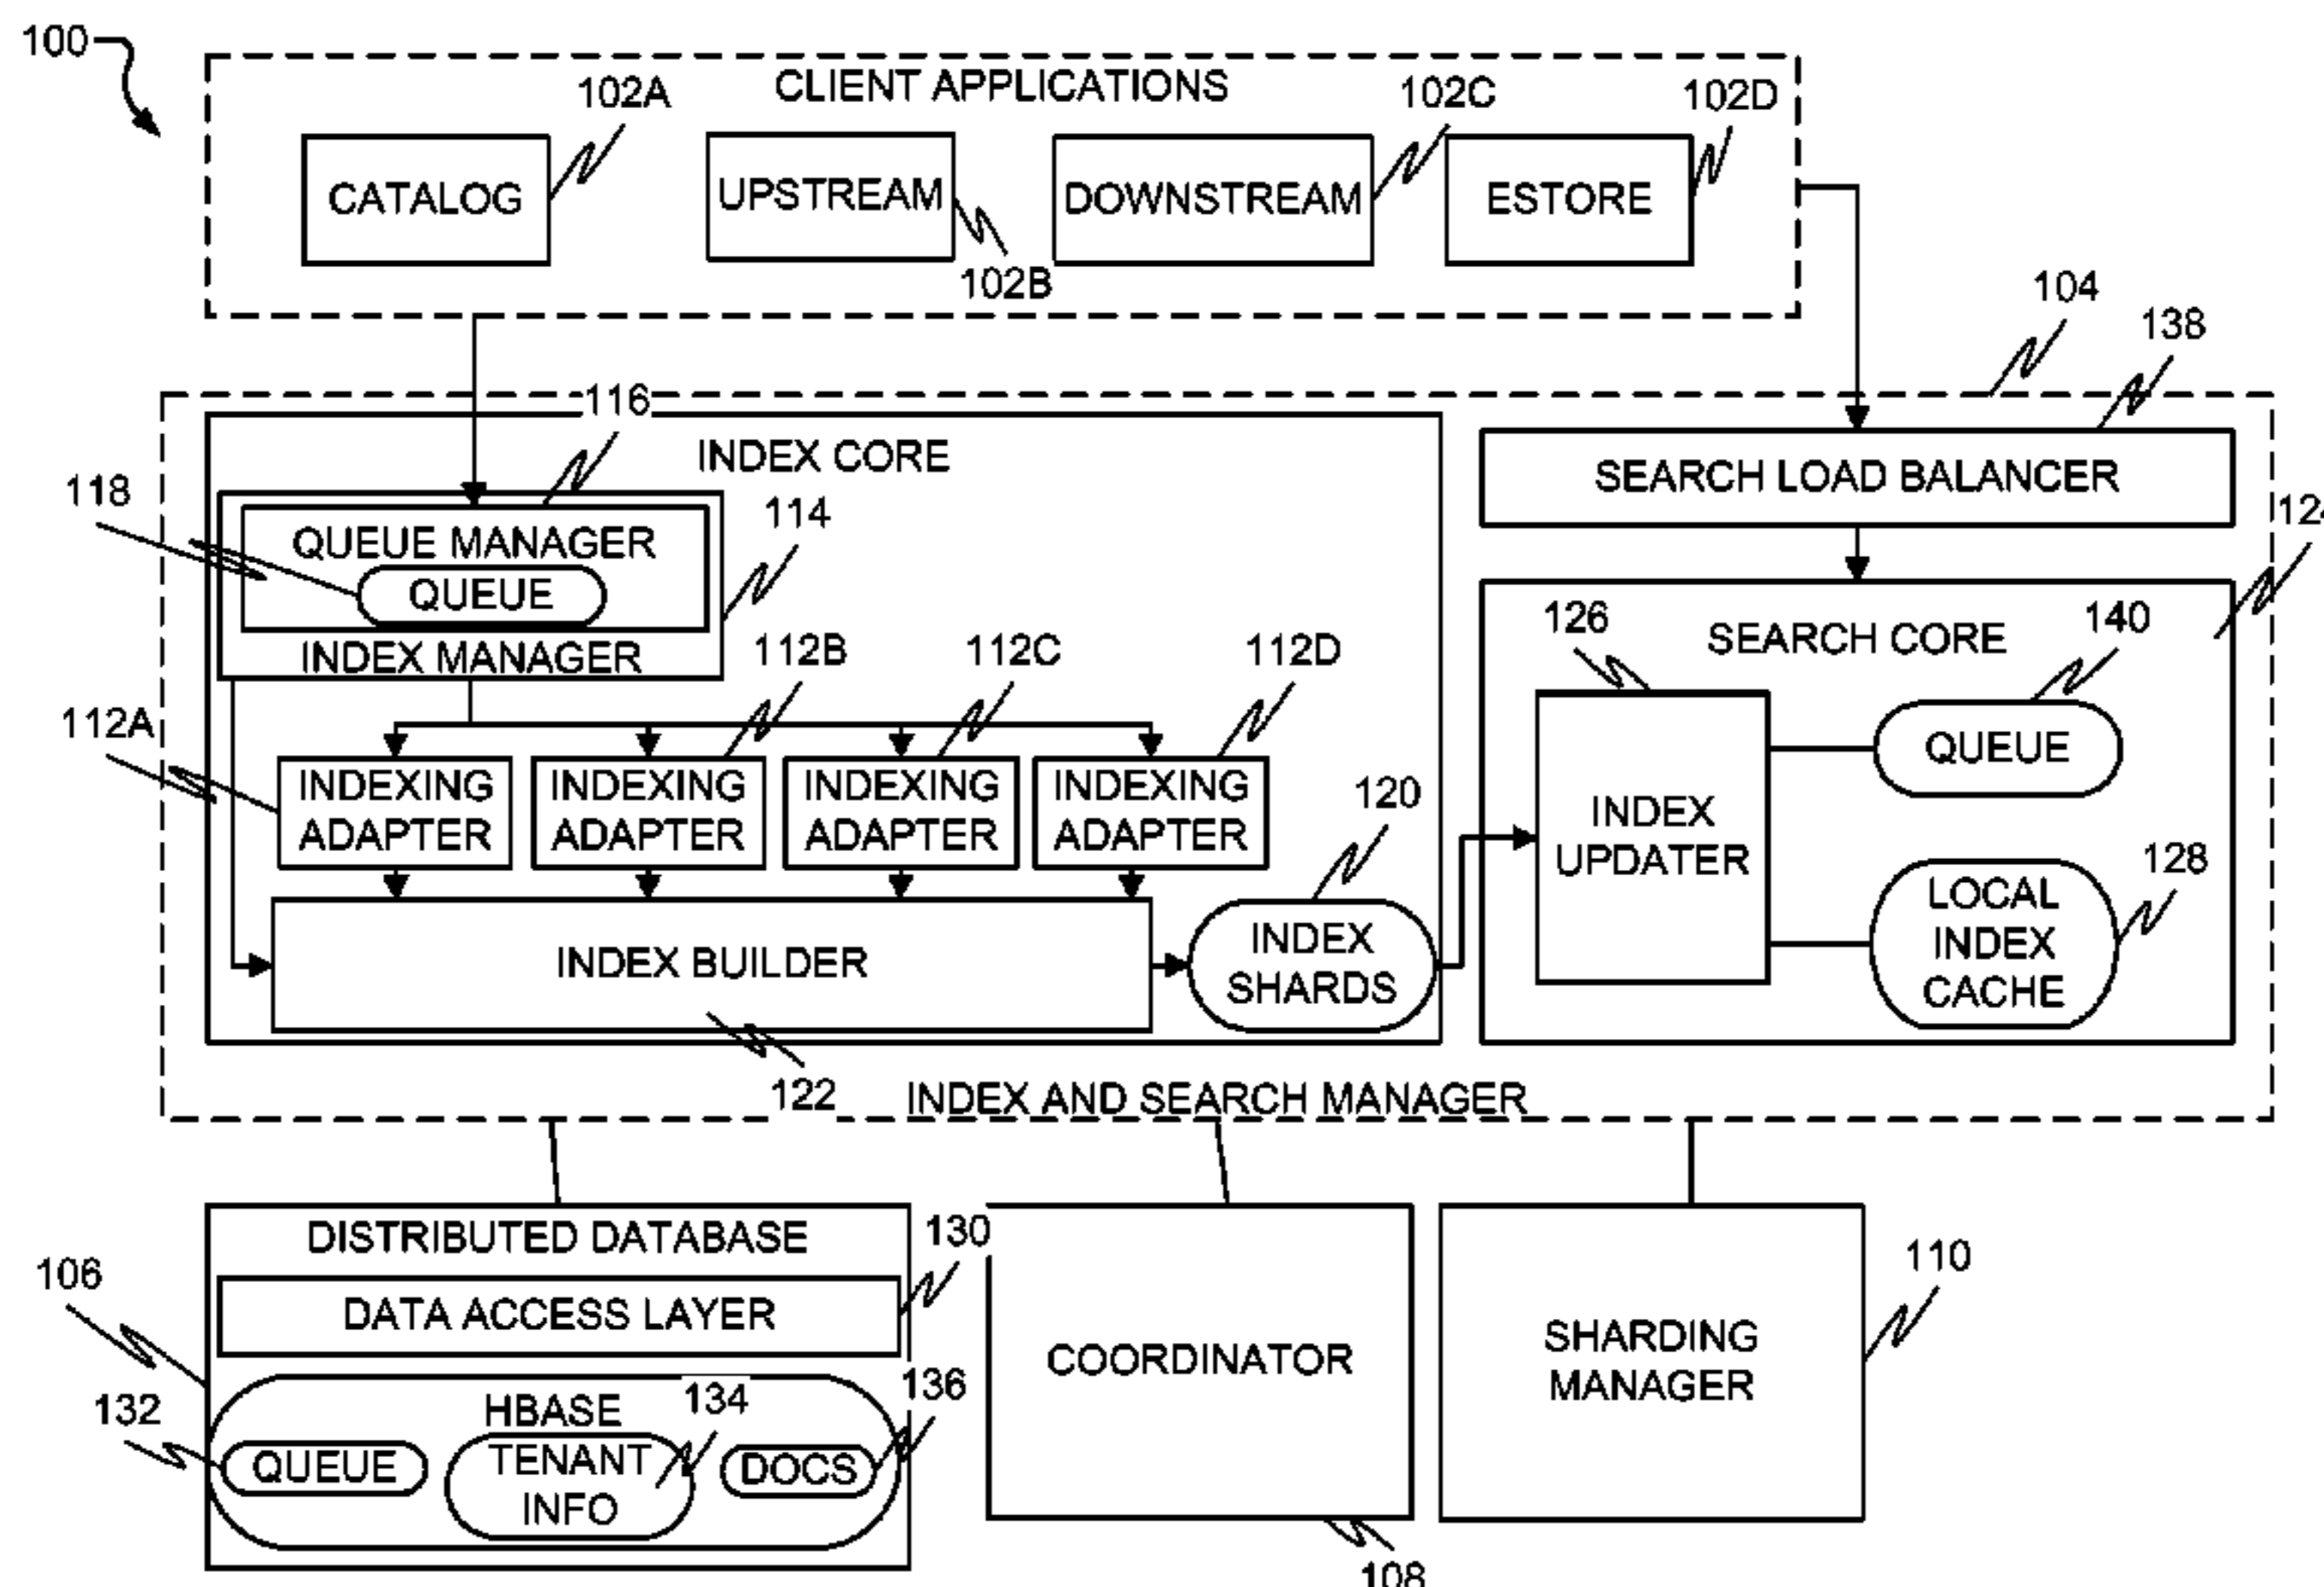 100
CLIENT APPLICATIONS
102A
102C
102D
CATALOG
UPSTREAM
DOWNSTREAM
ESTORE
102B
104
138
116
INDEX CORE
SEARCH LOAD BALANCER
118
114
124
QUEUE MANAGER
QUEUE
INDEX MANAGER
126
140
SEARCH CORE
112A
112B
112C
112D
QUEUE
INDEXING
ADAPTER
INDEXING
ADAPTER
INDEXING
ADAPTER
INDEXING
ADAPTER
120
INDEX
UPDATER
128
LOCAL
INDEX
CACHE
INDEX BUILDER
INDEX
SHARDS
122
INDEX AND SEARCH MANAGER
DISTRIBUTED DATABASE
130
106
DATA ACCESS LAYER
110
COORDINATOR
SHARDING
MANAGER
132
HBASE
134
136
QUEUE
TENANT
INFO
DOCS
108